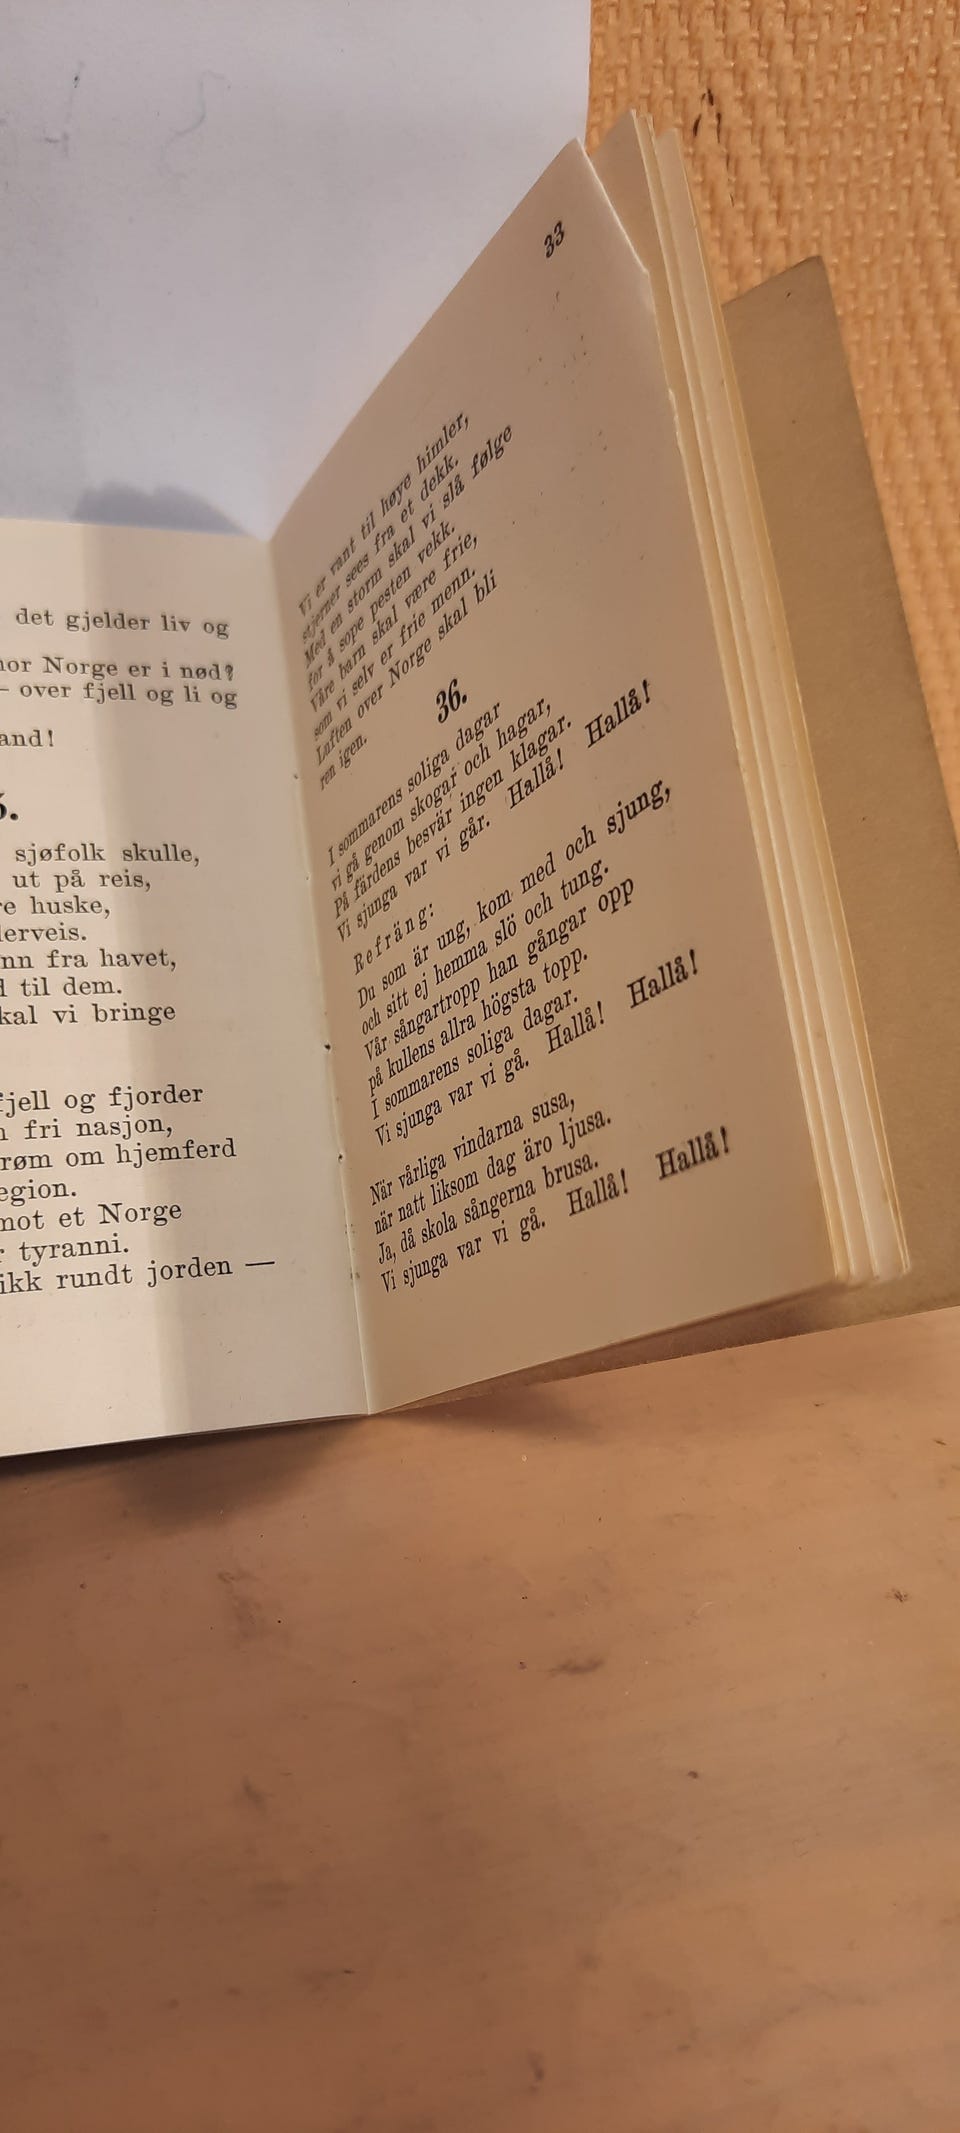 det gjelder liv og
Norge er i nød?
— over fjell og li og
and!
sjøfolk skulle,
ut på reis,
huske,
derveis.
fra havet,
til dem.
skal vi bringe
fjell og fjorder
fri nasjon,
om hjemferd
egion.
mot et Norge
tyranni.
ikk rundt jorden —
33
Vi er vant til høye himler,
stjerner sees fra et dekk.
Med en storm skal vi slå følge
for å sope pesten vekk.
Våre barn skal være frie,
som vi selv er frie menn.
Luften over Norge skal bli
ren igen.
36.
I sommarens soliga dagar
vi gå genom skogar och hagar,
På färdens besvär ingen klagar.
Vi sjunga var vi går. Hallå! Hallå!
Refräng:
Du som är ung, kom med och sjung,
och sitt ej hemma slö och tung.
Vår sångartropp han gångar opp
på kullens allra högsta topp.
I sommarens soliga dagar.
Vi sjunga var vi gå. Hallå! Hallå!
När vårliga vindarna susa,
när natt liksom dag äro ljusa.
Ja, då skola sångerna brusa.
Vi sjunga var vi gå. Hallå! Hallå!